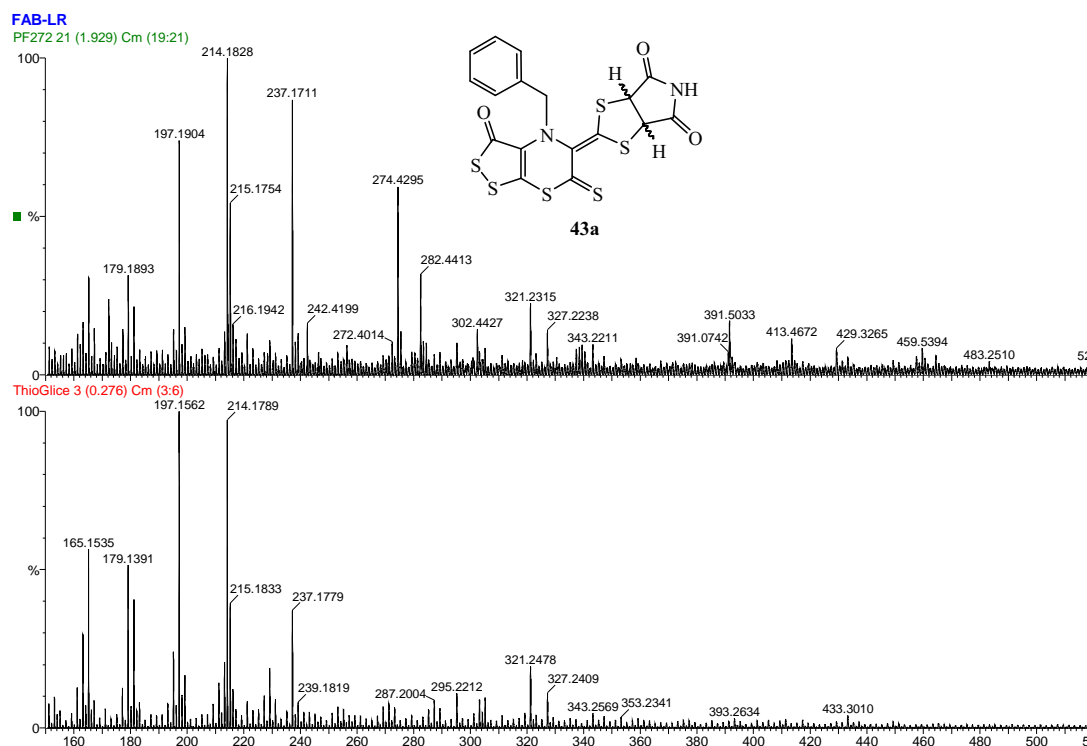 FAB-LR
PF272 21 (1.929) Cm (19:21)
100
%
0
214.1828
237.1711
197.1904
215.1754
274.4295
179.1893
216.1942
282.4413
242.4199
272.4014
302.4427
321.2315
327.2238
343.2211
391.5033
391.0742
413.4672
429.3265
459.5394
483.2510
52
O
H
O
S
NH
O
N
S
H
O
S
S
S
S
43a
ThioGlice 3 (0.276) Cm (3:6)
100
%
0
197.1562
214.1789
165.1535
179.1391
215.1833
237.1779
239.1819
287.2004
295.2212
321.2478
327.2409
343.2569
353.2341
393.2634
433.3010
160 180 200 220 240 260 280 300 320 340 360 380 400 420 440 460 480 500 5